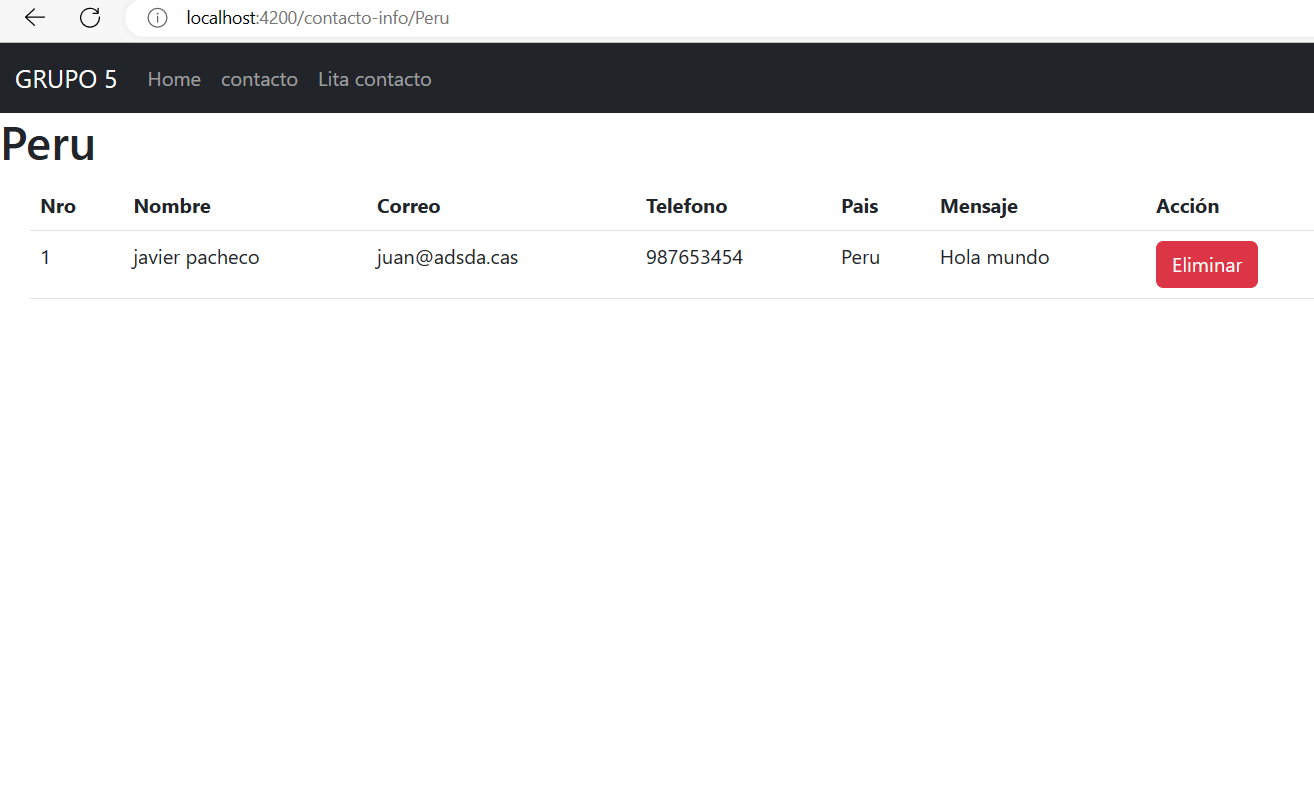 localhost:4200/contacto-info/Peru
GRUPO 5 Home contacto Lita contacto
Peru
Nro Nombre Correo Telefono Pais Mensaje Acción
1 javier pacheco juan@adsda.cas 987653454 Peru Hola mundo Eliminar